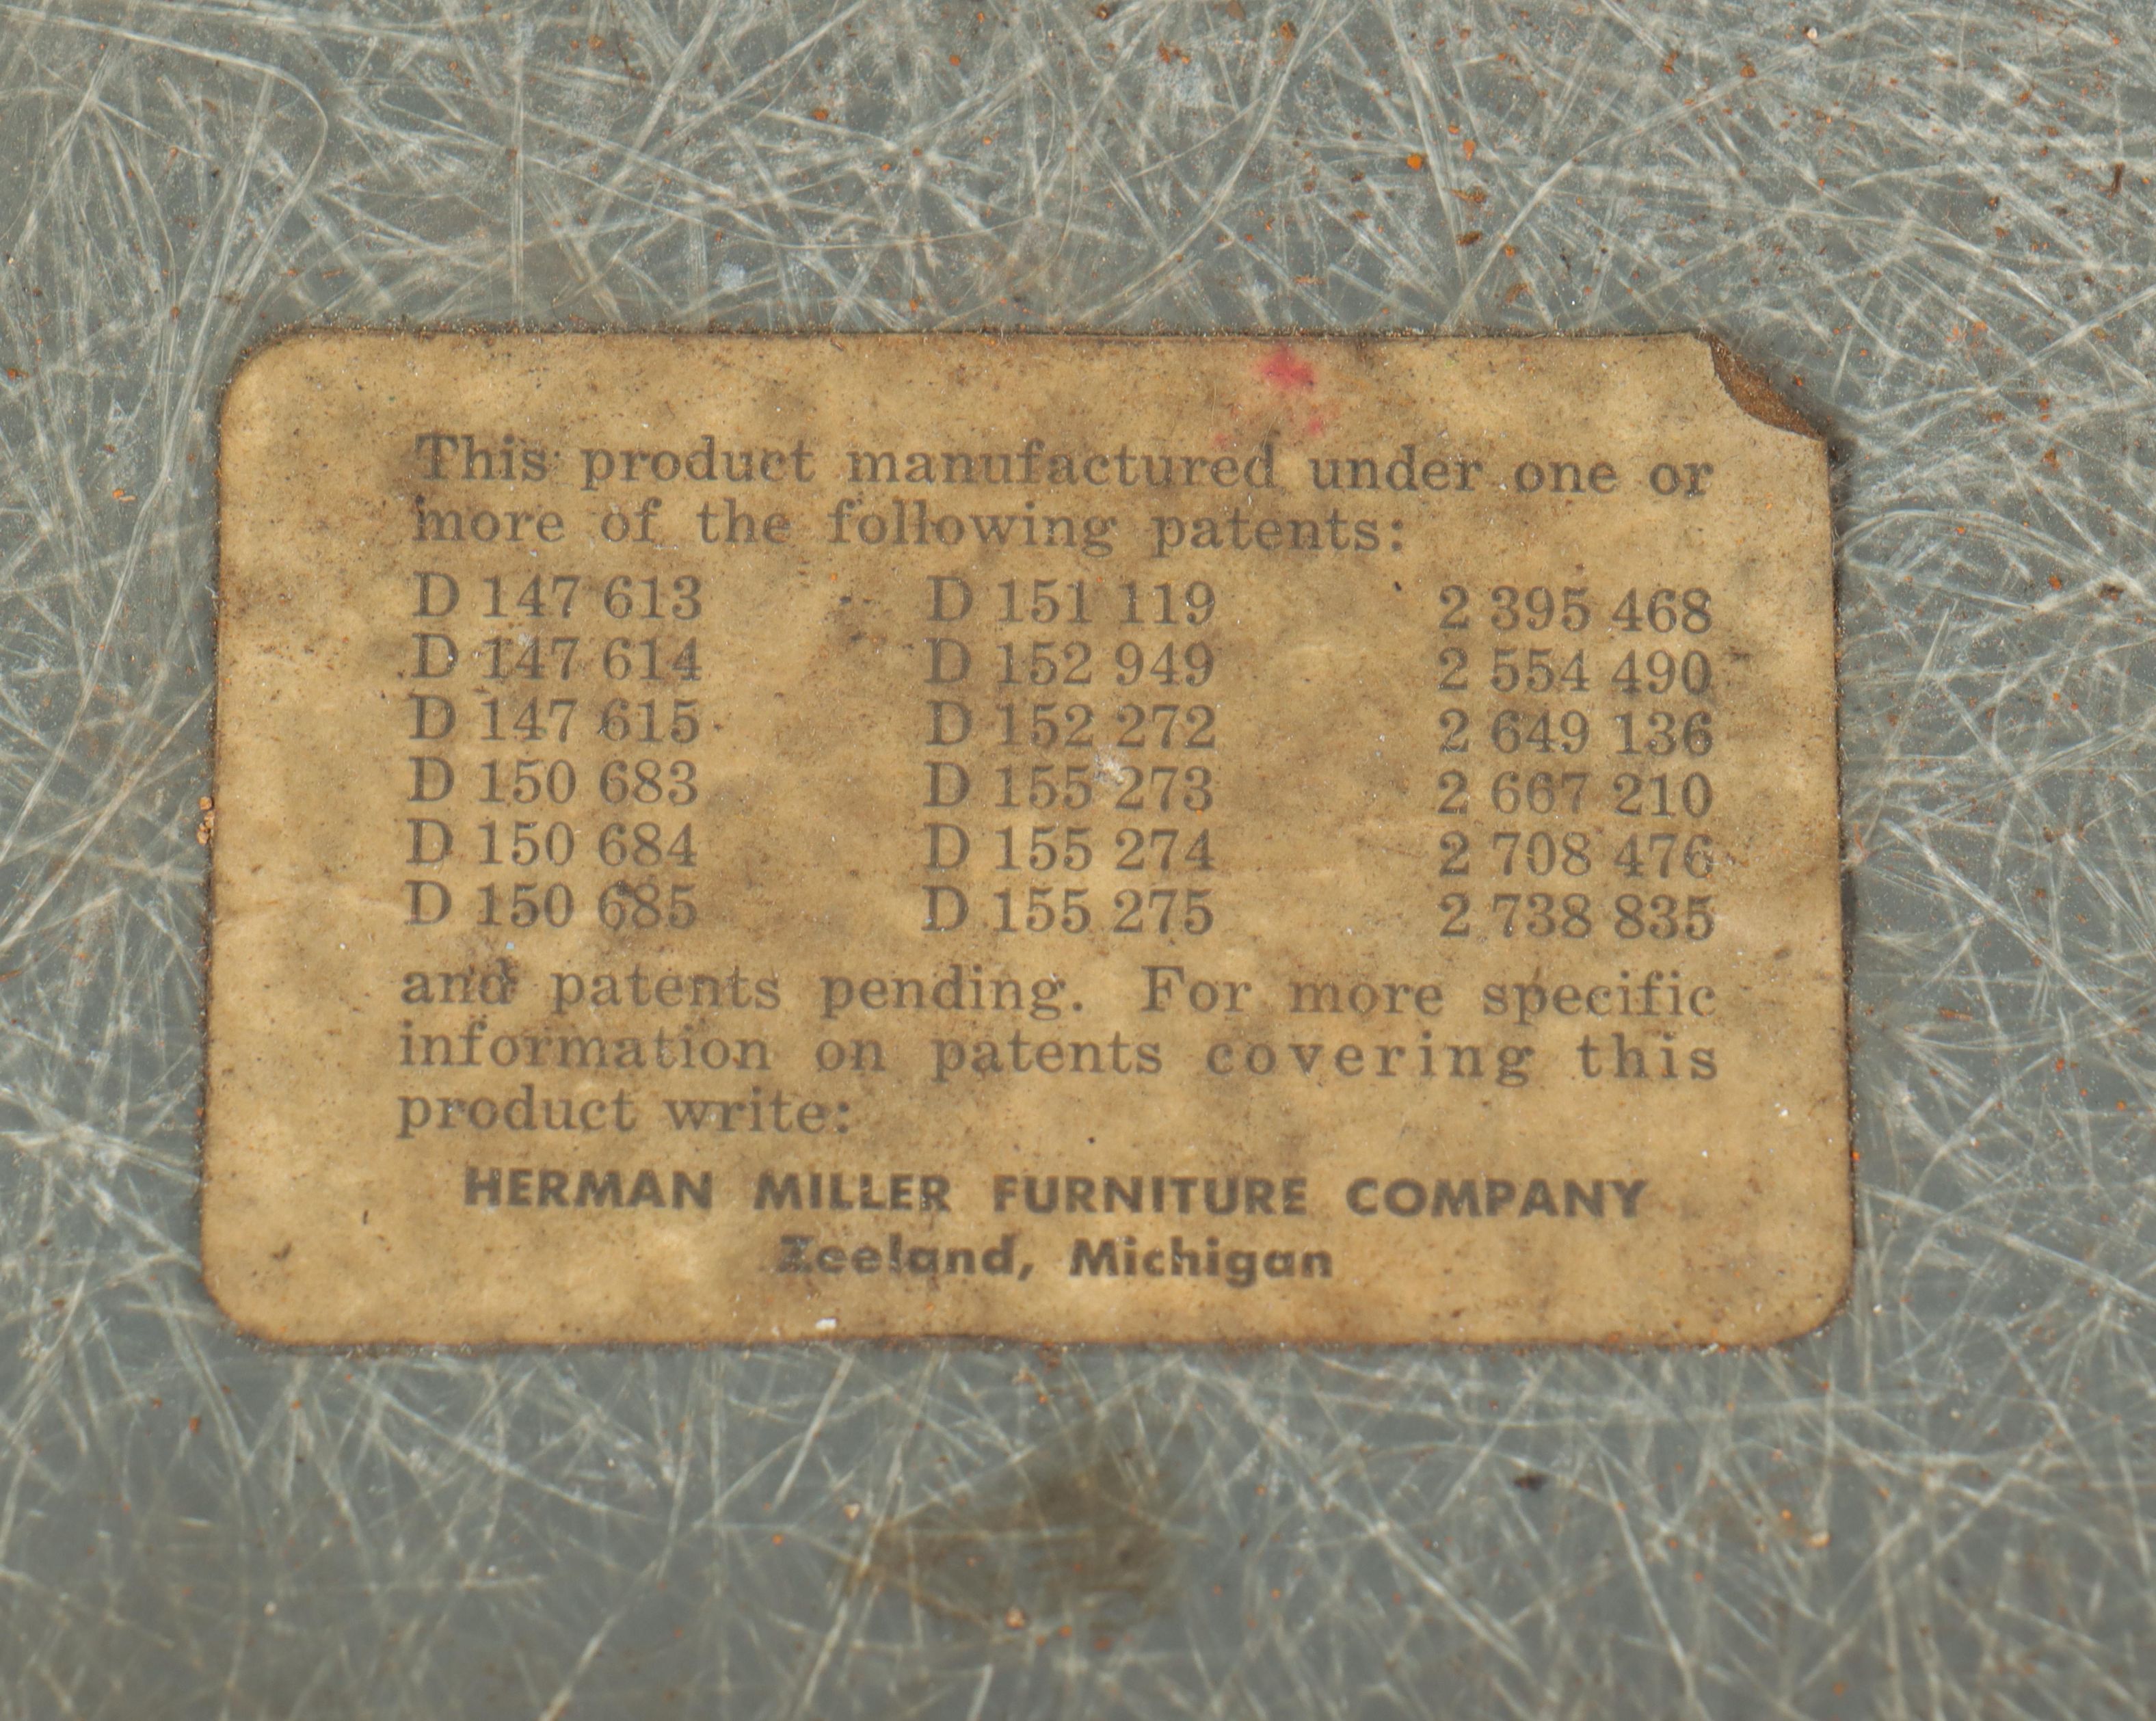 This product manufactured under one or
more of the following patents:
D 147 613 D 151 119 2 395 468
D 147 614 D 152 949 2 554 490
D 147 615 D 152 272 2 649 136
D 150 683 D 155 273 2 667 210
D 150 684 D 155 274 2 708 476
D 150 685 D 155 275 2 738 835
and patents pending. For more specific
information on patents covering this
product write:
HERMAN MILLER FURNITURE COMPANY
Zeeland, Michigan